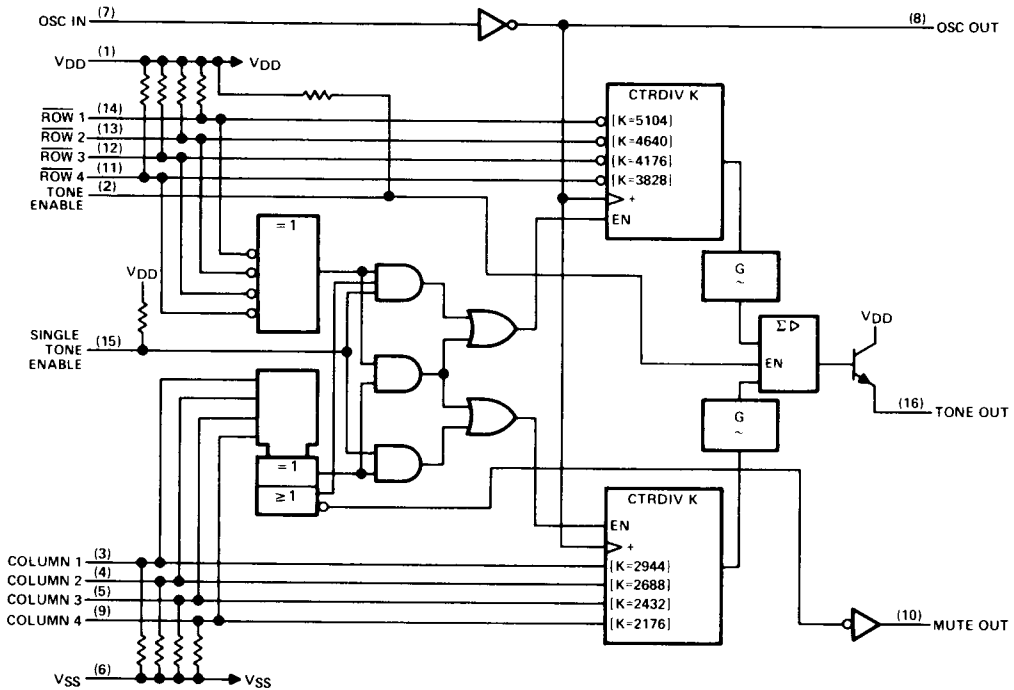 OSC IN (7)
(8) OSC OUT
VDD (1)
VDD
ROW 1 (14)
ROW 2 (13)
ROW 3 (12)
ROW 4 (11)
TONE ENABLE (2)
CTRDIV K
[K=5104]
[K=4640]
[K=4176]
[K=3828]
+
EN
= 1
VDD
SINGLE TONE ENABLE (15)
G
~
Σ▷
EN
VDD
(16) TONE OUT
G
~
= 1
≥ 1
CTRDIV K
EN
+
[K=2944]
[K=2688]
[K=2432]
[K=2176]
COLUMN 1 (3)
COLUMN 2 (4)
COLUMN 3 (5)
COLUMN 4 (9)
(10) MUTE OUT
VSS (6)
VSS